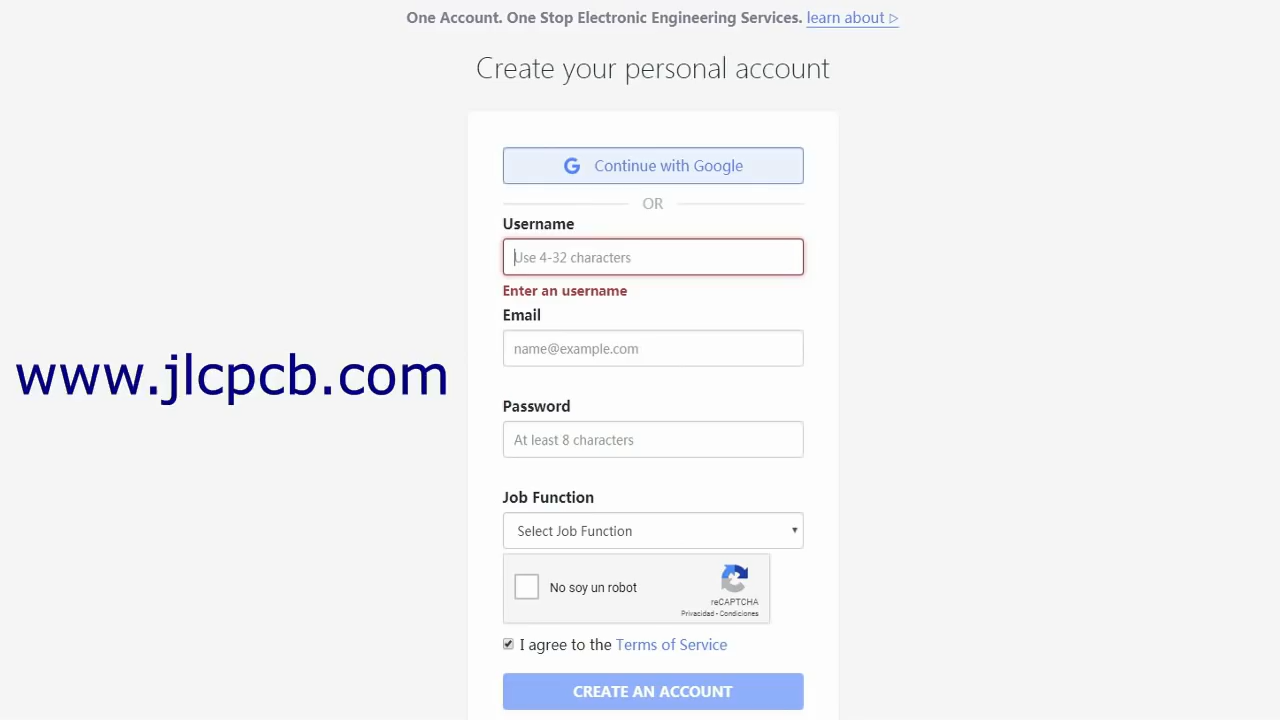 One Account. One Stop Electronic Engineering Services. learn about ▷
Create your personal account
Continue with Google
OR
Username
Use 4-32 characters
Enter an username
Email
name@example.com
www.jlcpcb.com
Password
At least 8 characters
Job Function
Select Job Function
No soy un robot
reCAPTCHA
Privacidad - Condiciones
I agree to the Terms of Service
CREATE AN ACCOUNT